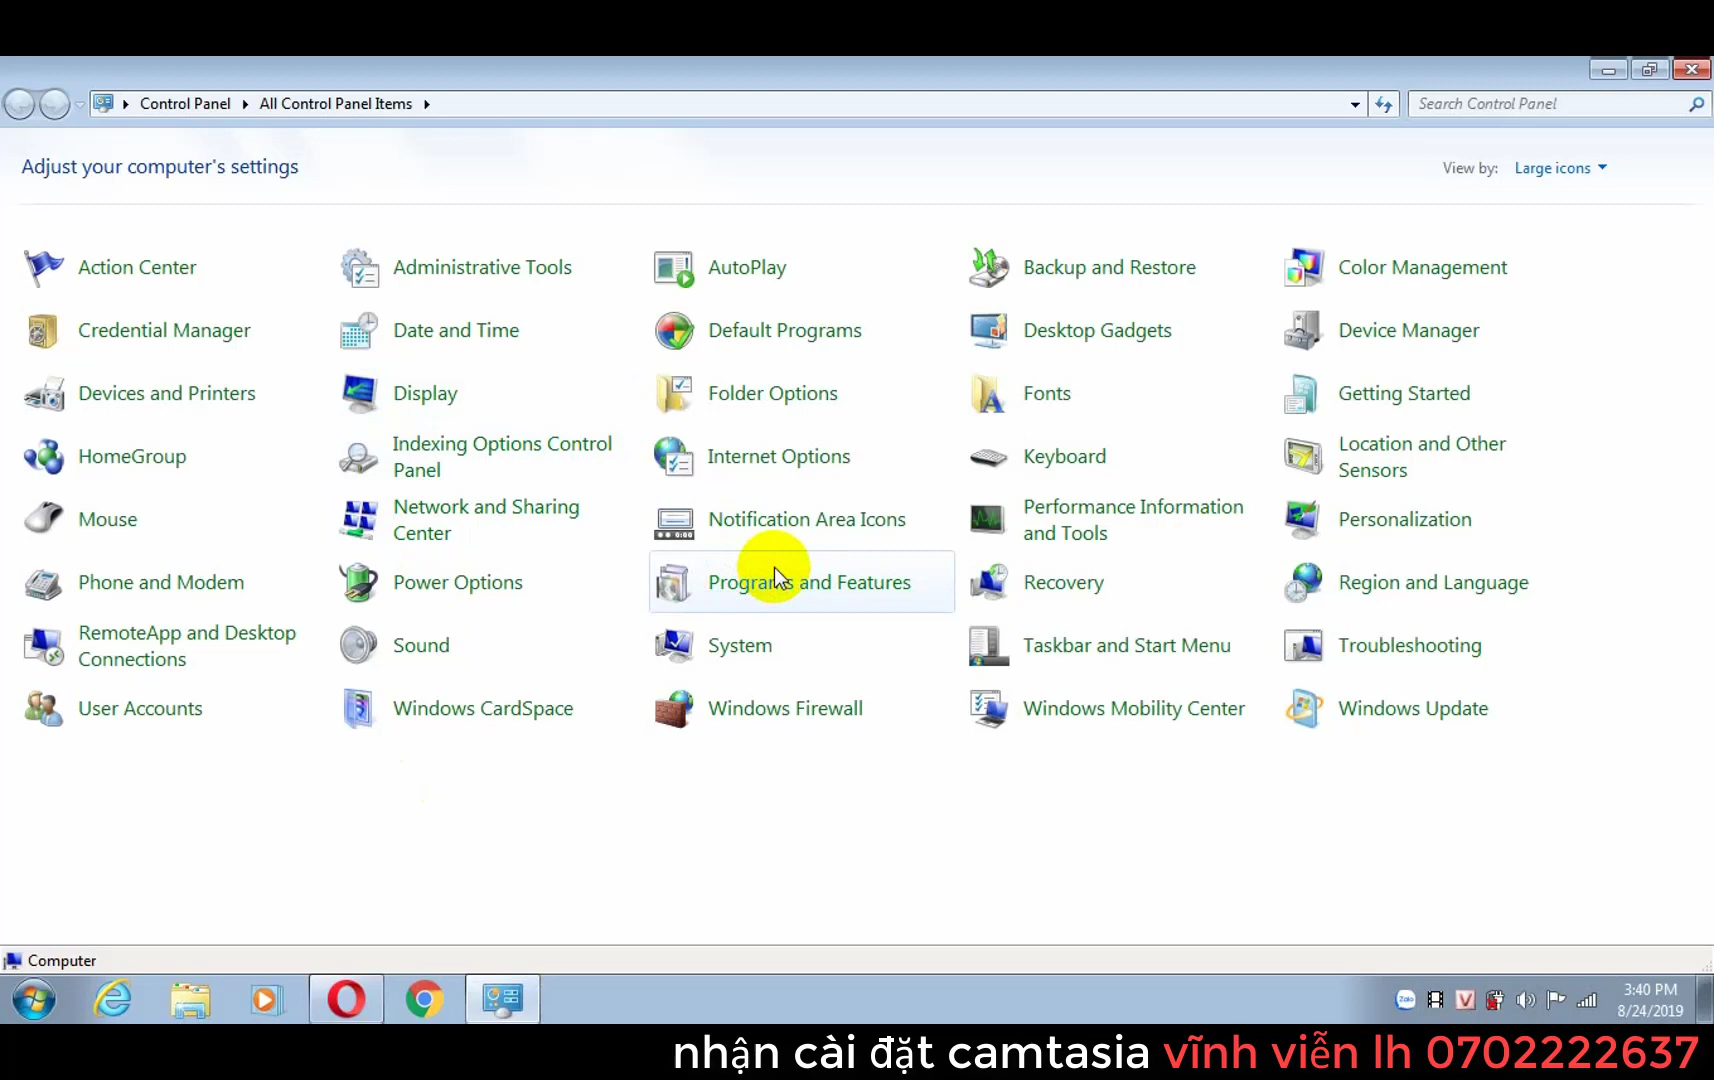 Control Panel All Control Panel Items
Search Control Panel
Adjust your computer's settings
View by: Large icons
Action Center
Administrative Tools
AutoPlay
Backup and Restore
Color Management
Credential Manager
Date and Time
Default Programs
Desktop Gadgets
Device Manager
Devices and Printers
Display
Folder Options
Fonts
Getting Started
HomeGroup
Indexing Options Control
Panel
Internet Options
Keyboard
Location and Other
Sensors
Mouse
Network and Sharing
Center
Notification Area Icons
Performance Information
and Tools
Personalization
Phone and Modem
Power Options
Programs and Features
Recovery
Region and Language
RemoteApp and Desktop
Connections
Sound
System
Taskbar and Start Menu
Troubleshooting
User Accounts
Windows CardSpace
Windows Firewall
Windows Mobility Center
Windows Update
Computer
Zalo
V
3:40 PM
8/24/2019
nhận cài đặt camtasia vĩnh viễn lh 0702222637